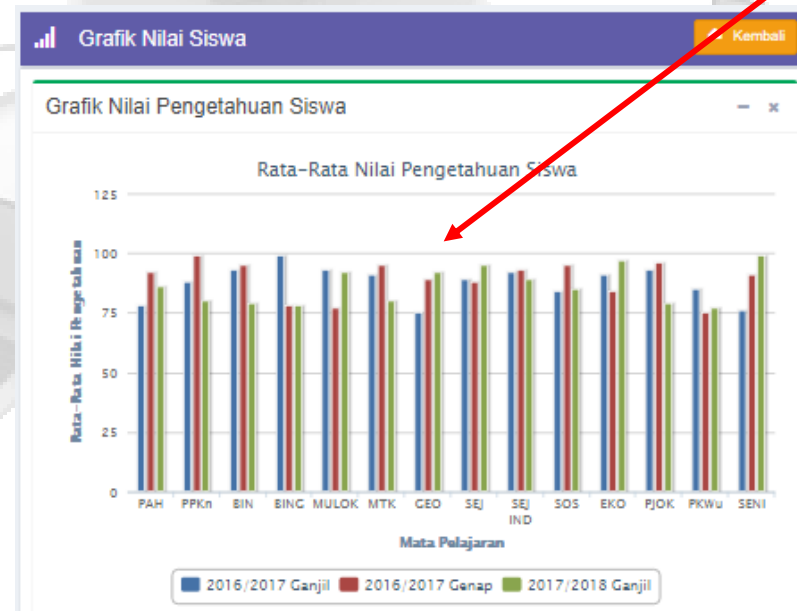 Grafik Nilai Siswa
Kembali
Grafik Nilai Pengetahuan Siswa
Rata-Rata Nilai Pengetahuan Siswa
125
100
75
50
25
0
Rata-Rata Nilai Pengetahuan
PAH PPKn BIN BING MULOK MTK GEO SEJ SEJ IND SOS EKO PJOK PKWu SENI
Mata Pelajaran
2016/2017 Ganjil 2016/2017 Genap 2017/2018 Ganjil